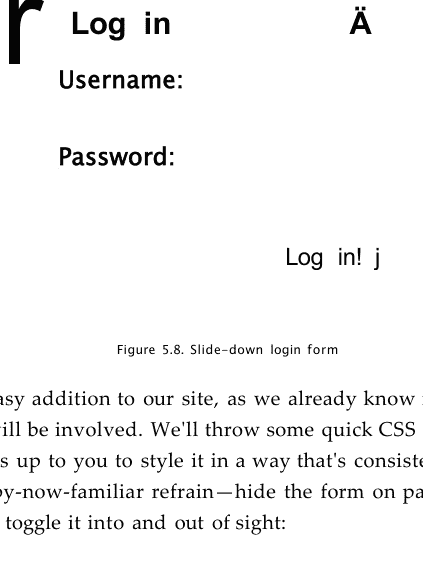 r Log in Ä
Username:
Password:
Log in! j
Figure 5.8. Slide-down login form
easy addition to our site, as we already know
will be involved. We'll throw some quick CSS
s up to you to style it in a way that's consiste
by-now-familiar refrain—hide the form on pa
toggle it into and out of sight: